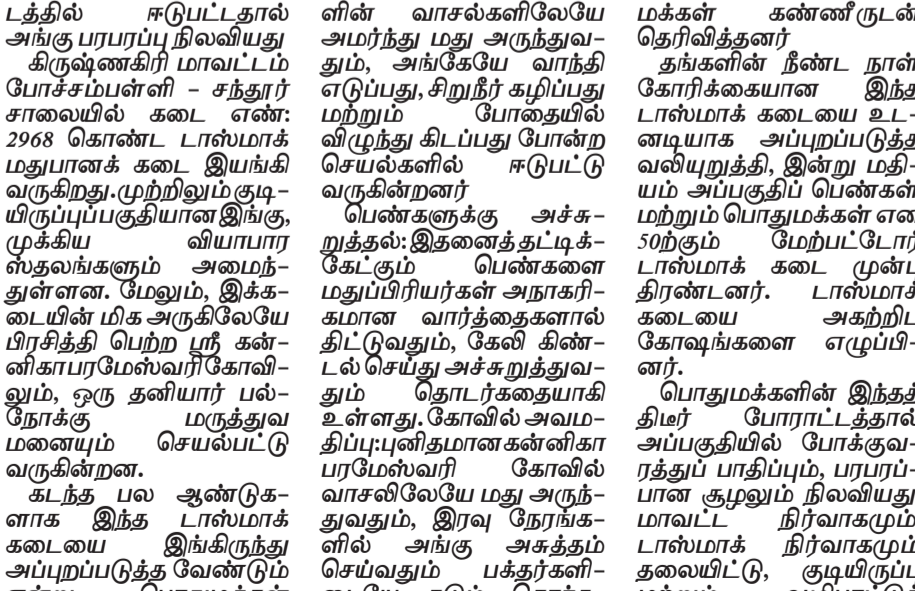 டத்தில் ஈடுபட்டதால்
அங்கு பரபரப்பு நிலவியது
கிருஷ்ணகிரி மாவட்டம்
போச்சம்பள்ளி – சந்தூர்
சாலையில் கடை எண்:
2968 கொண்ட டாஸ்மாக்
மதுபானக் கடை இயங்கி
வருகிறது.முற்றிலும் குடி–
யிருப்புப்பகுதியான இங்கு,
முக்கிய வியாபார
ஸ்தலங்களும் அமைந்–
துள்ளன. மேலும், இக்க–
டையின் மிக அருகிலேயே
பிரசித்தி பெற்ற ஸ்ரீ கன்–
னிகாபரமேஸ்வரி கோவி–
லும், ஒரு தனியார் பல்–
நோக்கு மருத்துவ
மனையும் செயல்பட்டு
வருகின்றன.
கடந்த பல ஆண்டுக–
ளாக இந்த டாஸ்மாக்
கடையை இங்கிருந்து
அப்புறப்படுத்த வேண்டும்
ளின் வாசல்களிலேயே
அமர்ந்து மது அருந்துவ–
தும், அங்கேயே வாந்தி
எடுப்பது, சிறுநீர் கழிப்பது
மற்றும் போதையில்
விழுந்து கிடப்பது போன்ற
செயல்களில் ஈடுபட்டு
வருகின்றனர்
பெண்களுக்கு அச்சு–
றுத்தல்: இதனைத் தட்டிக்–
கேட்கும் பெண்களை
மதுப்பிரியர்கள் அநாகரி–
கமான வார்த்தைகளால்
திட்டுவதும், கேலி கிண்–
டல் செய்து அச்சுறுத்துவ–
தும் தொடர்கதையாகி
உள்ளது. கோவில் அவம–
திப்பு:புனிதமான கன்னிகா
பரமேஸ்வரி கோவில்
வாசலிலேயே மது அருந்–
துவதும், இரவு நேரங்க–
ளில் அங்கு அசுத்தம்
செய்வதும் பக்தர்களி–
மக்கள் கண்ணீருடன்
தெரிவித்தனர்
தங்களின் நீண்ட நாள்
கோரிக்கையான இந்த
டாஸ்மாக் கடையை உட–
னடியாக அப்புறப்படுத்த
வலியுறுத்தி, இன்று மதி–
யம் அப்பகுதிப் பெண்கள்
மற்றும் பொதுமக்கள் என
50ற்கும் மேற்பட்டோர்
டாஸ்மாக் கடை முன்பு
திரண்டனர். டாஸ்மாக்
கடையை அகற்றிட
கோஷங்களை எழுப்பி–
னர்.
பொதுமக்களின் இந்தத்
திடீர் போராட்டத்தால்
அப்பகுதியில் போக்குவ–
ரத்துப் பாதிப்பும், பரபரப்–
பான சூழலும் நிலவியது
மாவட்ட நிர்வாகமும்
டாஸ்மாக் நிர்வாகமும்
தலையிட்டு, குடியிருப்பு